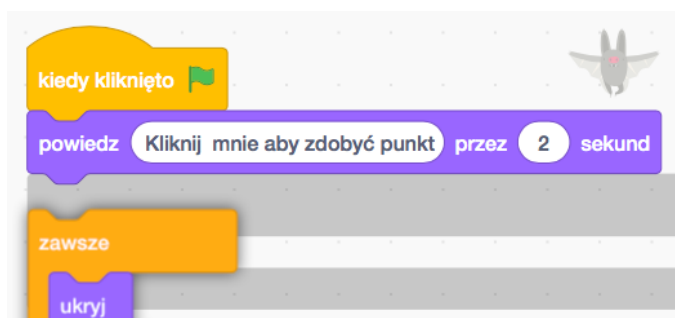 kiedy kliknięto
powiedz Kliknij mnie aby zdobyć punkt przez 2 sekund
zawsze
ukryj